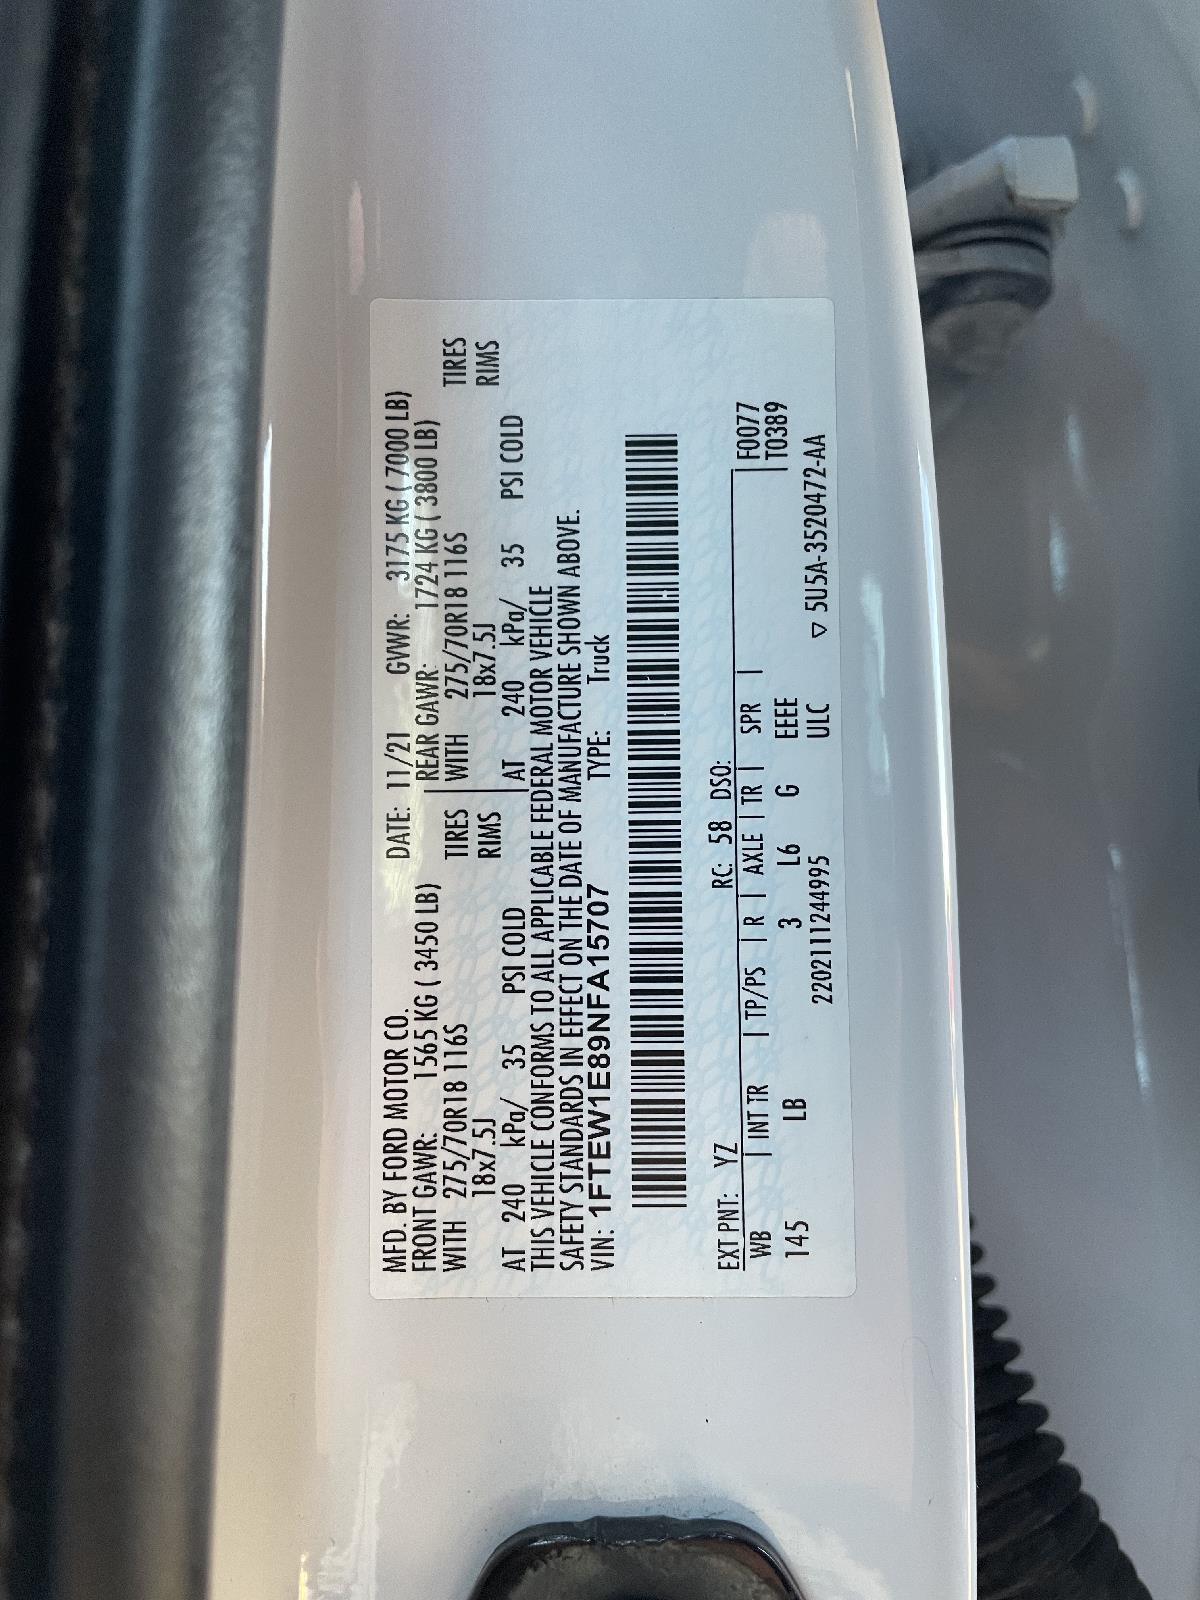 MFD. BY FORD MOTOR CO.
DATE: 11/21 GVWR: 3175 KG ( 7000 LB)
FRONT GAWR: 1565 KG ( 3450 LB)
REAR GAWR: 1724 KG ( 3800 LB)
WITH 275/70R18 116S TIRES
WITH 275/70R18 116S TIRES
18x7.5J RIMS
18x7.5J RIMS
AT 240 kPa/ 35 PSI COLD
AT 240 kPa/ 35 PSI COLD
THIS VEHICLE CONFORMS TO ALL APPLICABLE FEDERAL MOTOR VEHICLE
SAFETY STANDARDS IN EFFECT ON THE DATE OF MANUFACTURE SHOWN ABOVE.
VIN: 1FTEW1E89NFA15707 TYPE: Truck
EXT PNT: YZ RC: 58 DSO: F0077
WB | INT TR | TP/PS | R | AXLE | TR | SPR | T0389
145 LB 3 L6 G EEEE
2202111244995 ULC ▽ 5U5A-3520472-AA